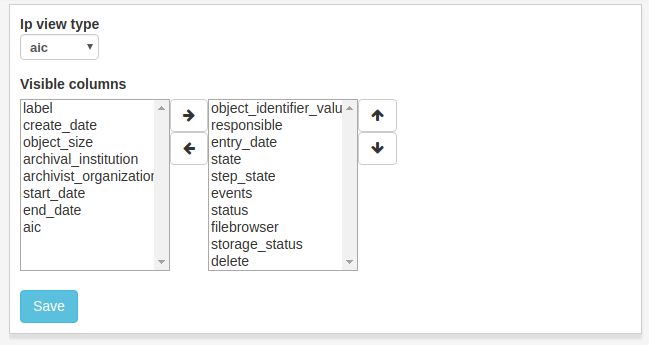 Ip view type
aic
Visible columns
label
create_date
object_size
archival_institution
archivist_organization
start_date
end_date
aic
object_identifier_valu
responsible
entry_date
state
step_state
events
status
filebrowser
storage_status
delete
Save